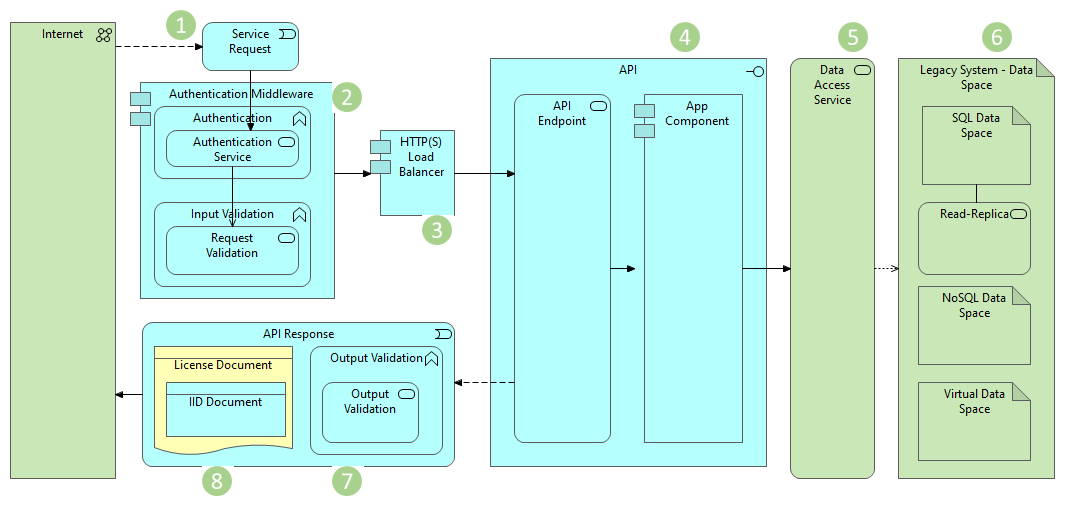 1
Internet
Service
Request
2
Authentication Middleware
Authentication
Authentication
Service
Input Validation
Request
Validation
HTTP(S)
Load
Balancer
3
4
API
API
Endpoint
App
Component
5
Data
Access
Service
6
Legacy System - Data
Space
SQL Data
Space
Read-Replica
NoSQL Data
Space
Virtual Data
Space
API Response
License Document
IID Document
Output Validation
Output
Validation
8
7